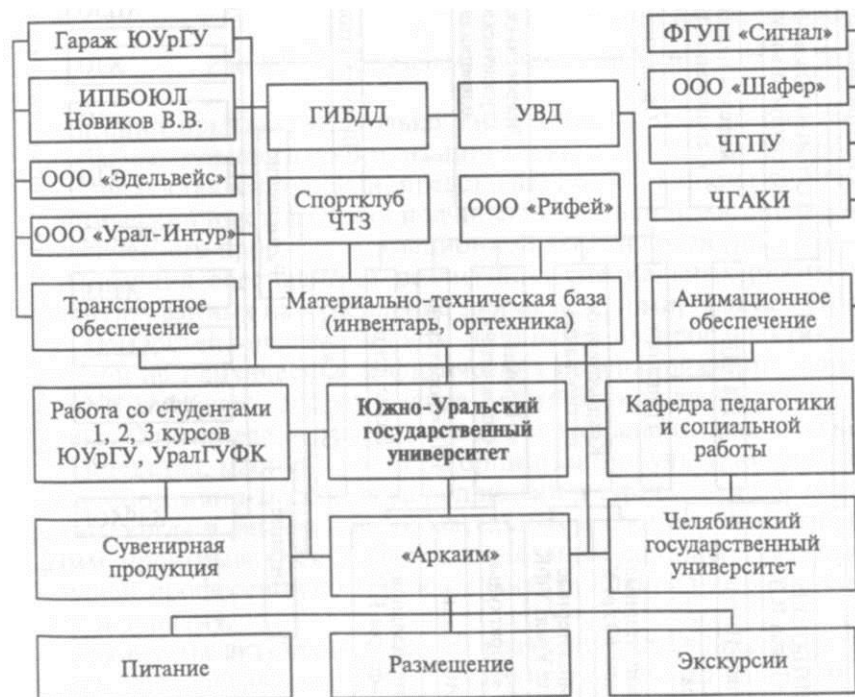 Гараж ЮУрГУ
ФГУП «Сигнал»
ИПБОЮЛ
Новиков В.В.
ГИБДД
УВД
ООО «Шафер»
ЧГПУ
ООО «Эдельвейс»
Спортклуб
ЧТЗ
ООО «Рифей»
ЧГАКИ
ООО «Урал-Интур»
Транспортное
обеспечение
Материально-техническая база
(инвентарь, оргтехника)
Анимационное
обеспечение
Работа со студентами
1, 2, 3 курсов
ЮУрГУ, УралГУФК
Южно-Уральский
государственный
университет
Кафедра педагогики
и социальной
работы
Сувенирная
продукция
«Аркаим»
Челябинский
государственный
университет
Питание
Размещение
Экскурсии